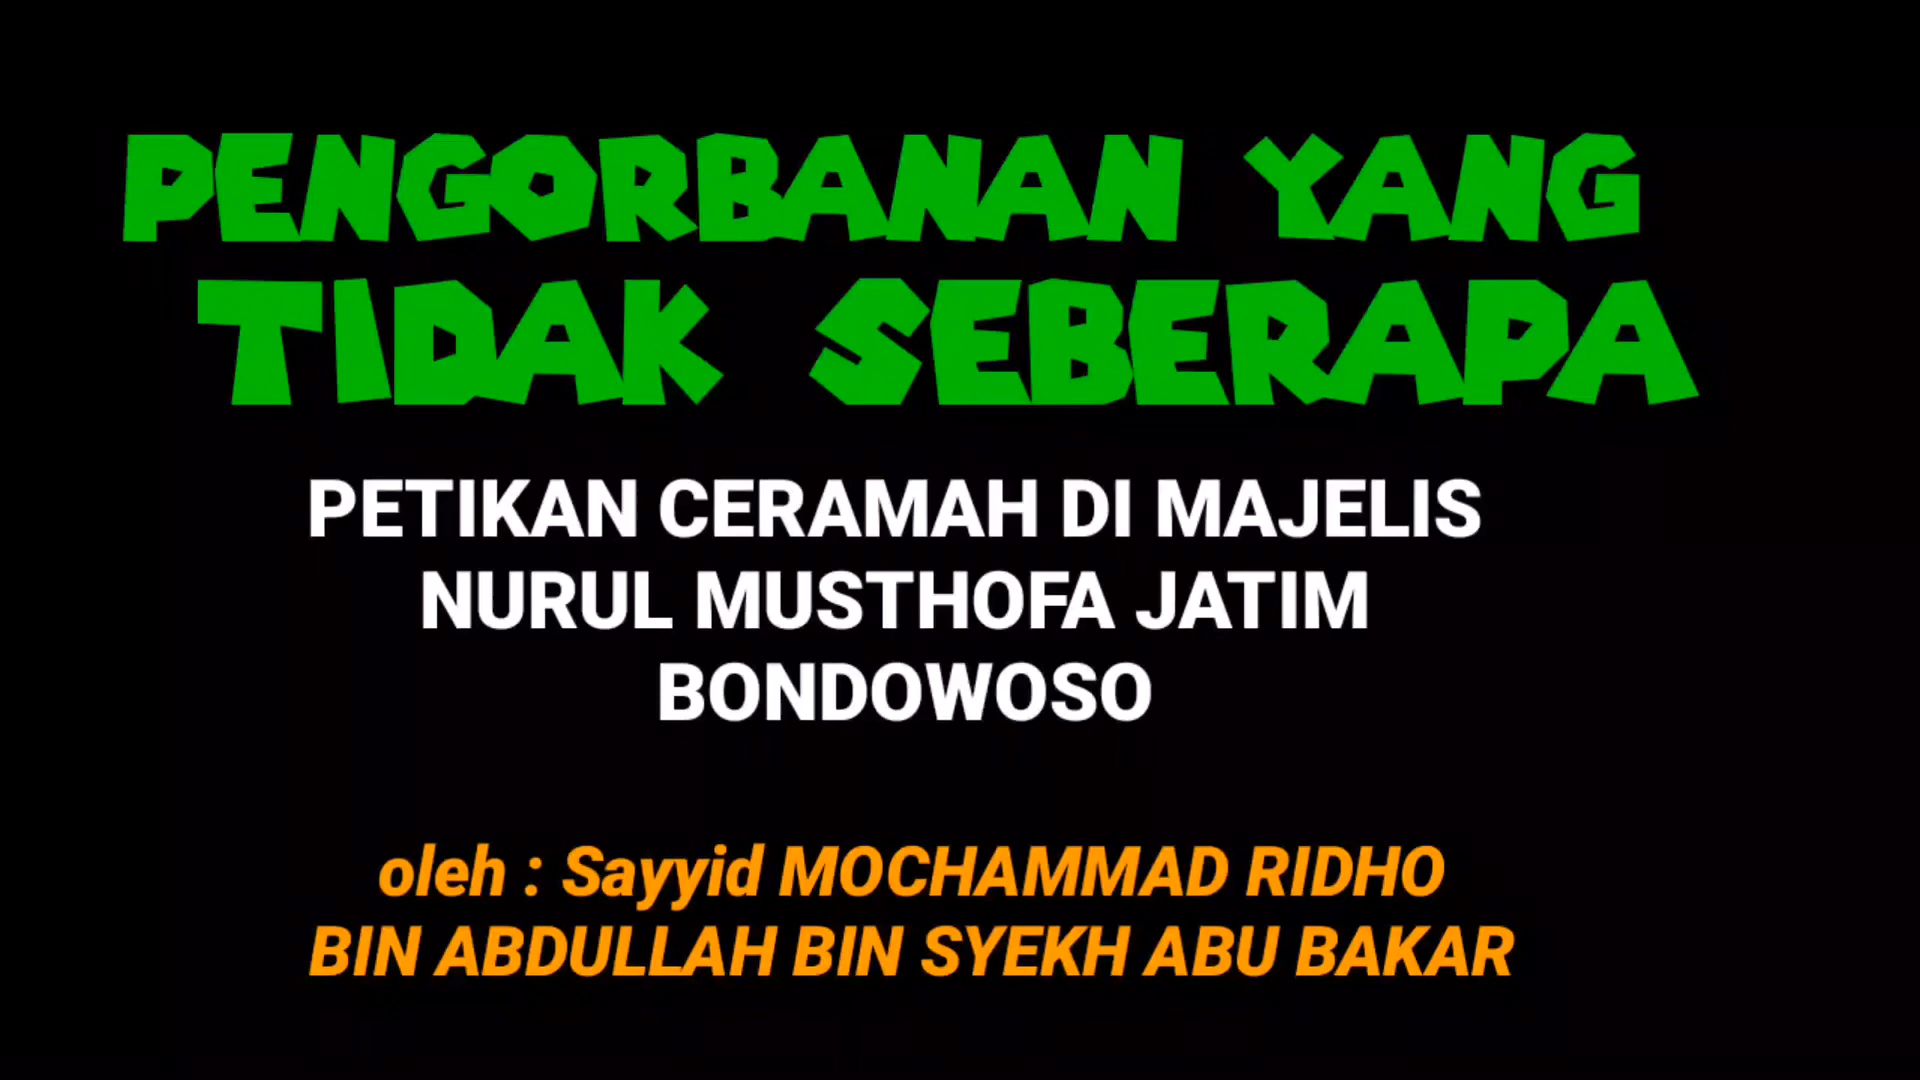 PENGORBANAN YANG
TIDAK SEBERAPA
PETIKAN CERAMAH DI MAJELIS
NURUL MUSTHOFA JATIM
BONDOWOSO
oleh : Sayyid MOCHAMMAD RIDHO
BIN ABDULLAH BIN SYEKH ABU BAKAR